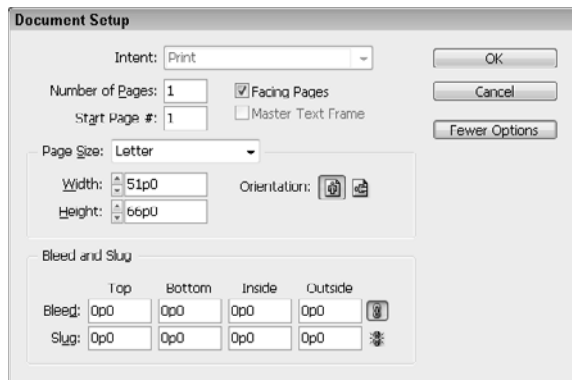 Document Setup
Intent: Print
OK
Number of Pages: 1
Facing Pages
Cancel
Start Page #: 1
Master Text Frame
Fewer Options
Page Size: Letter
Width: 51p0
Orientation:
Height: 66p0
Bleed and Slug
Top Bottom Inside Outside
Bleed: 0p0 0p0 0p0 0p0
Slug: 0p0 0p0 0p0 0p0